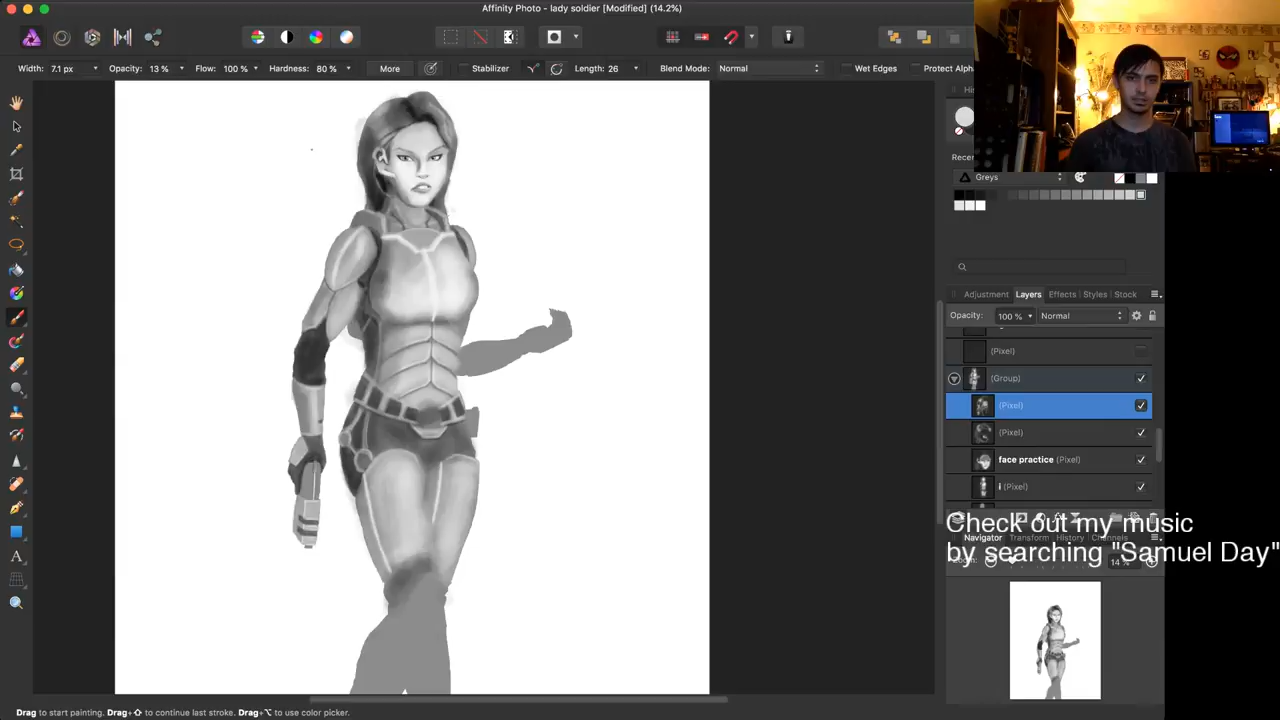 Affinity Photo - lady soldier [Modified] (14.2%)
Width: 7.1 px Opacity: 13 % Flow: 100 % Hardness: 80 % More Stabilizer Length: 26 Blend Mode: Normal Wet Edges Protect Alpha
Greys
Adjustment Layers Effects Styles Stock
Opacity: 100 % Normal
(Pixel)
(Group)
(Pixel)
(Pixel)
face practice (Pixel)
i (Pixel)
Check out my music
Navigator Transform History Channels
by searching "Samuel Day"
14 %
Drag to start painting. Drag+⇧ to continue last stroke. Drag+⌥ to use color picker.